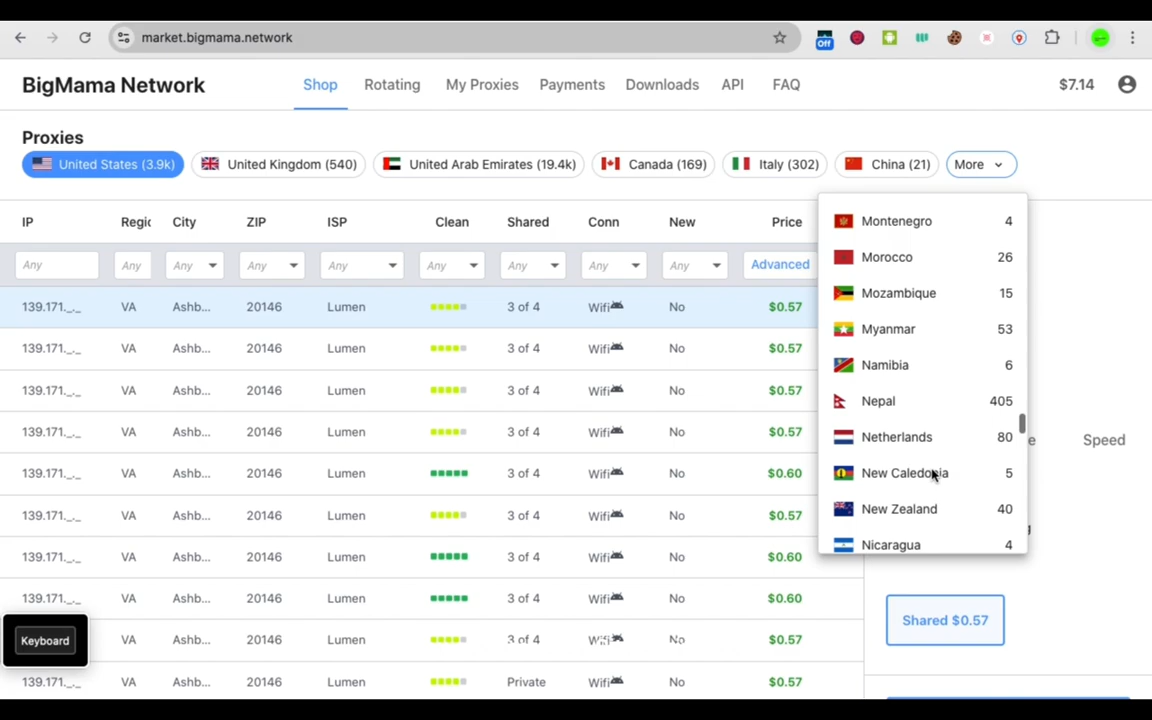 market.bigmama.network
Off
BigMama Network Shop Rotating My Proxies Payments Downloads API FAQ $7.14
Proxies
United States (3.9k) United Kingdom (540) United Arab Emirates (19.4k) Canada (169) Italy (302) China (21) More
IP Regic City ZIP ISP Clean Shared Conn New Price
Any Any Any Any Any Any Any Any Any Advanced
139.171._._ VA Ashb... 20146 Lumen 3 of 4 Wifi No $0.57
139.171._._ VA Ashb... 20146 Lumen 3 of 4 Wifi No $0.57
139.171._._ VA Ashb... 20146 Lumen 3 of 4 Wifi No $0.57
139.171._._ VA Ashb... 20146 Lumen 3 of 4 Wifi No $0.57
139.171._._ VA Ashb... 20146 Lumen 3 of 4 Wifi No $0.60
139.171._._ VA Ashb... 20146 Lumen 3 of 4 Wifi No $0.57
139.171._._ VA Ashb... 20146 Lumen 3 of 4 Wifi No $0.60
139.171._._ VA Ashb... 20146 Lumen 3 of 4 Wifi No $0.60
139.171._._ VA Ashb... 20146 Lumen 3 of 4 Wifi No $0.57
139.171._._ VA Ashb... 20146 Lumen Private Wifi No $0.57
Montenegro 4
Morocco 26
Mozambique 15
Myanmar 53
Namibia 6
Nepal 405
Netherlands 80
New Caledonia 5
New Zealand 40
Nicaragua 4
Speed
Shared $0.57
Keyboard